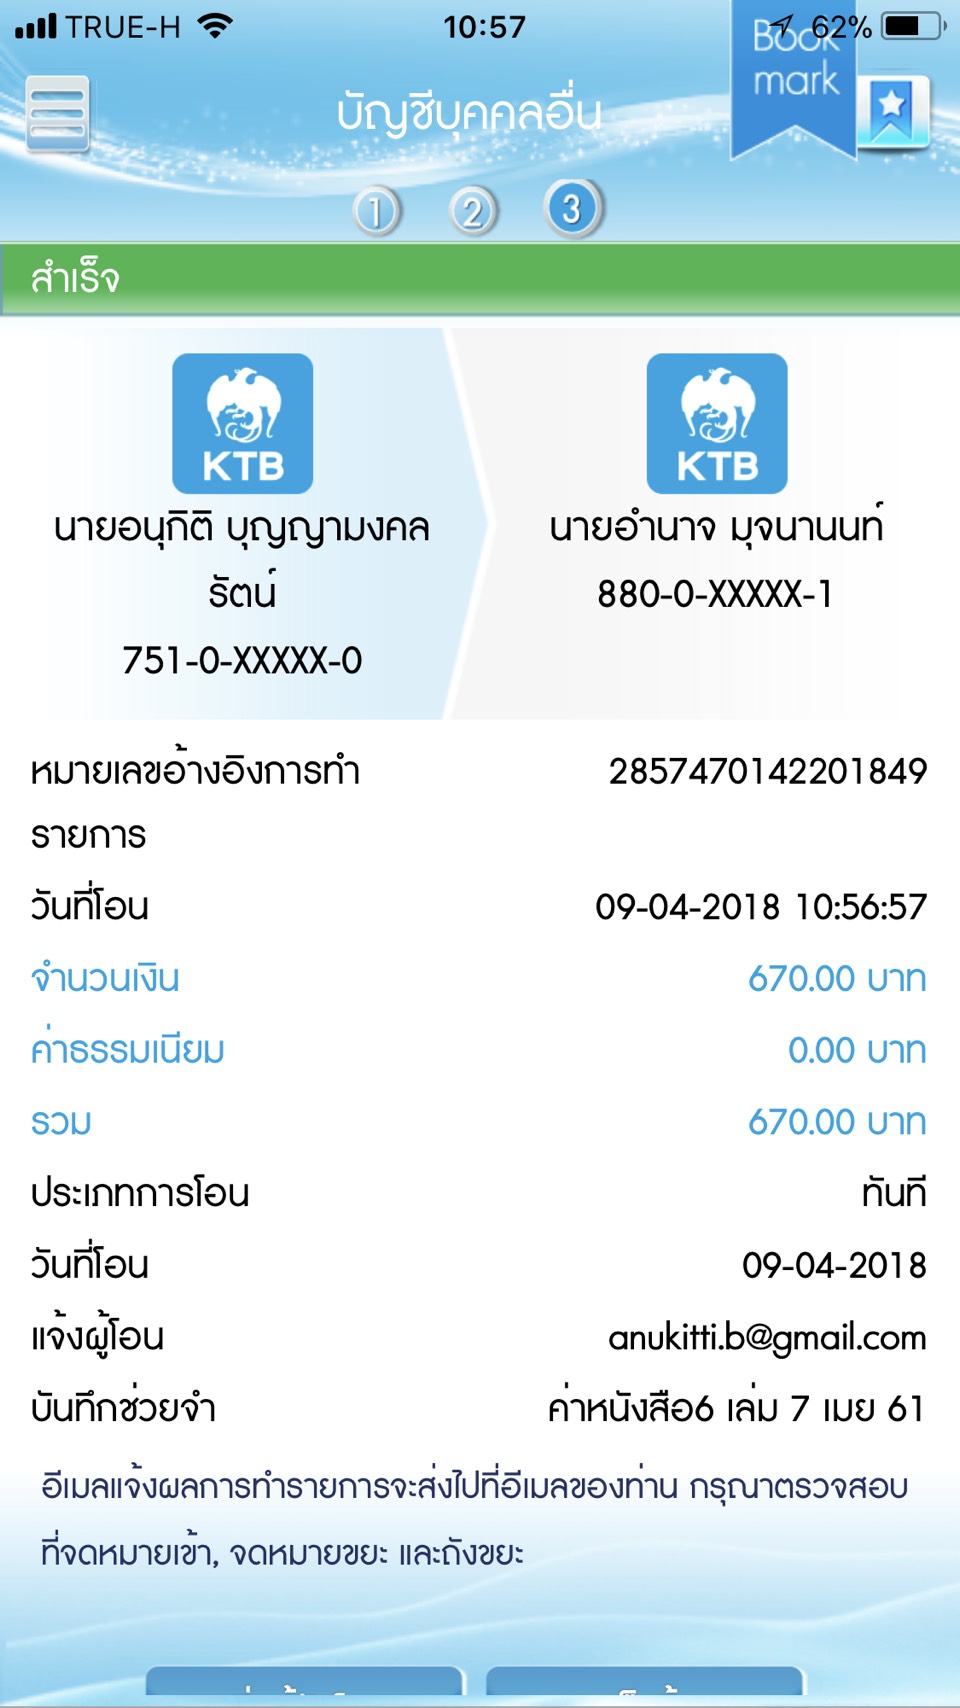 TRUE-H 10:57 62%
Book
mark
บัญชีบุคคลอื่น
1 2 3
สำเร็จ
KTB KTB
นายอนุกิติ บุญญามงคล นายอำนาจ มุจนานนท์
รัตน์ 880-0-XXXXX-1
751-0-XXXXX-0
หมายเลขอ้างอิงการทำ 2857470142201849
รายการ
วันที่โอน 09-04-2018 10:56:57
จำนวนเงิน 670.00 บาท
ค่าธรรมเนียม 0.00 บาท
รวม 670.00 บาท
ประเภทการโอน ทันที
วันที่โอน 09-04-2018
แจ้งผู้โอน anukitti.b@gmail.com
บันทึกช่วยจำ ค่าหนังสือ6 เล่ม 7 เมย 61
อีเมลแจ้งผลการทำรายการจะส่งไปที่อีเมลของท่าน กรุณาตรวจสอบ
ที่จดหมายเข้า, จดหมายขยะ และถังขยะ